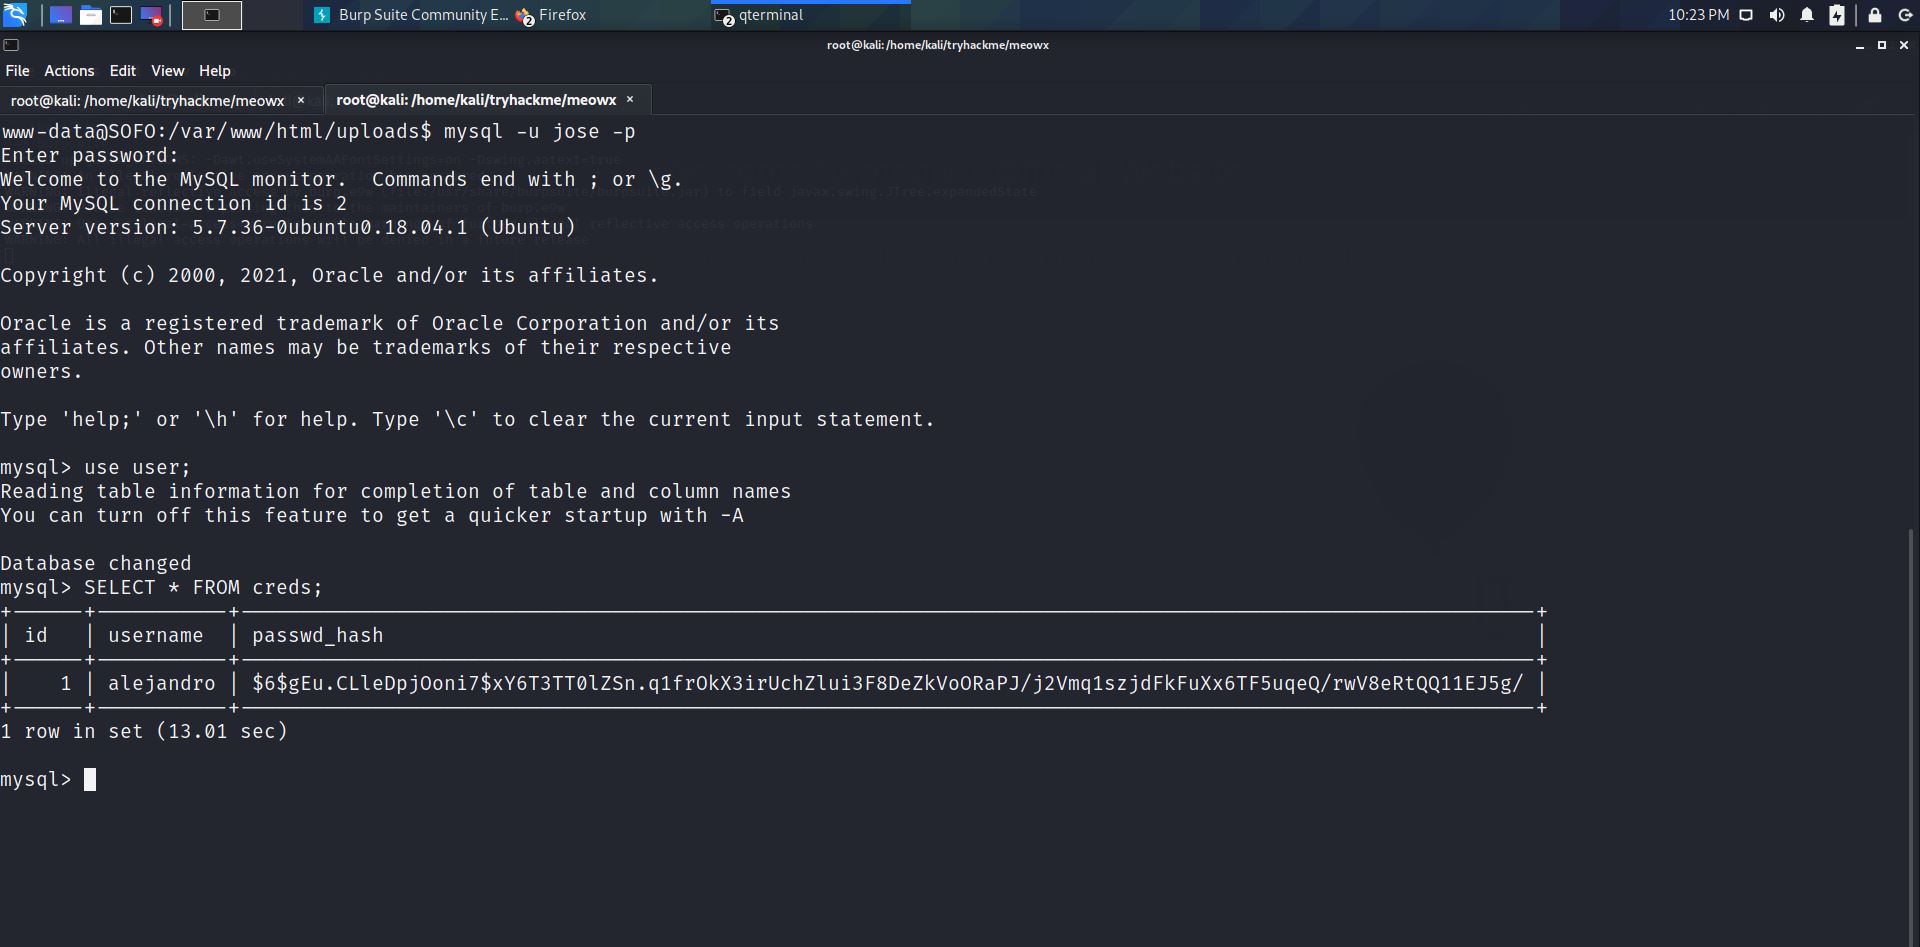 Burp Suite Community E... Firefox qterminal 10:23 PM
root@kali: /home/kali/tryhackme/meowx
File Actions Edit View Help
root@kali: /home/kali/tryhackme/meowx × root@kali: /home/kali/tryhackme/meowx ×
www-data@SOFO:/var/www/html/uploads$ mysql -u jose -p
Enter password:
Welcome to the MySQL monitor.  Commands end with ; or \g.
Your MySQL connection id is 2
Server version: 5.7.36-0ubuntu0.18.04.1 (Ubuntu)
Copyright (c) 2000, 2021, Oracle and/or its affiliates.
Oracle is a registered trademark of Oracle Corporation and/or its
affiliates. Other names may be trademarks of their respective
owners.
Type 'help;' or '\h' for help. Type '\c' to clear the current input statement.
mysql> use user;
Reading table information for completion of table and column names
You can turn off this feature to get a quicker startup with -A
Database changed
mysql> SELECT * FROM creds;
| id | username | passwd_hash |
| 1 | alejandro | $6$gEu.CLleDpjOoni7$xY6T3TT0lZSn.q1frOkX3irUchZlui3F8DeZkVoORaPJ/j2Vmq1szjdFkFuXx6TF5uqeQ/rwV8eRtQQ11EJ5g/ |
1 row in set (13.01 sec)
mysql>